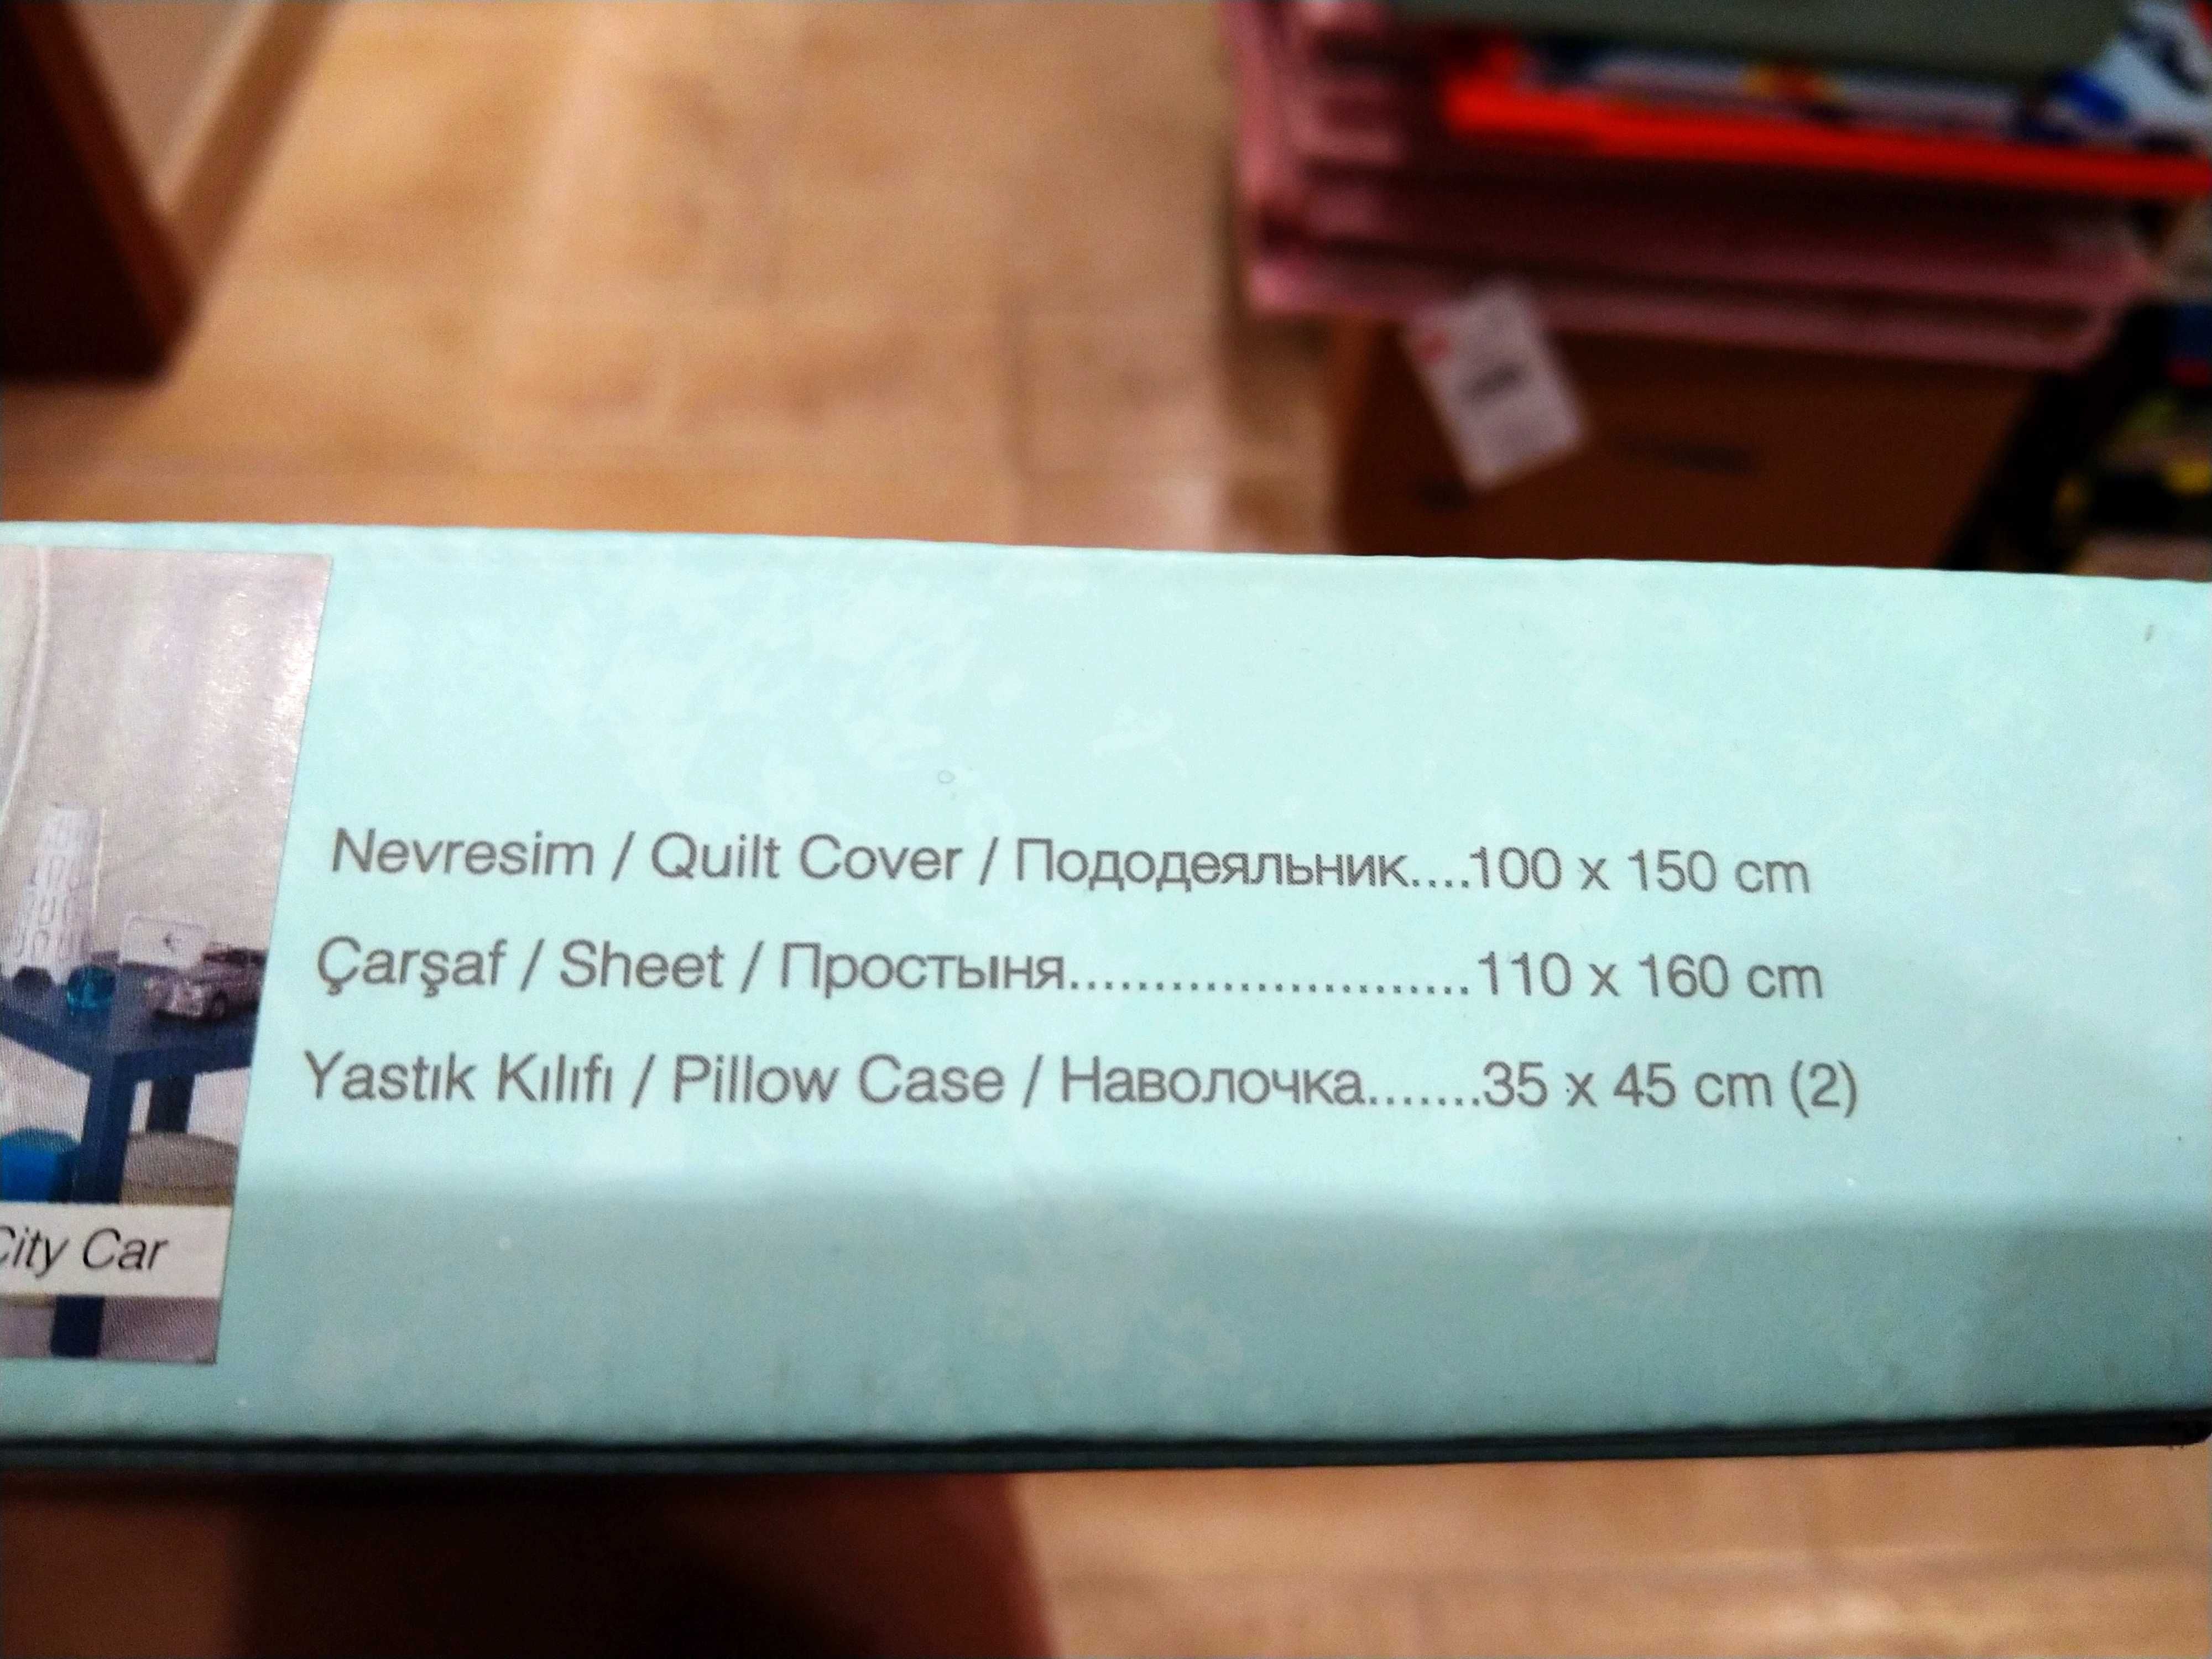 Nevresim / Quilt Cover / Пододеяльник....100 x 150 cm
Çarşaf / Sheet / Простыня........................110 x 160 cm
Yastık Kılıfı / Pillow Case / Наволочка.......35 x 45 cm (2)
City Car